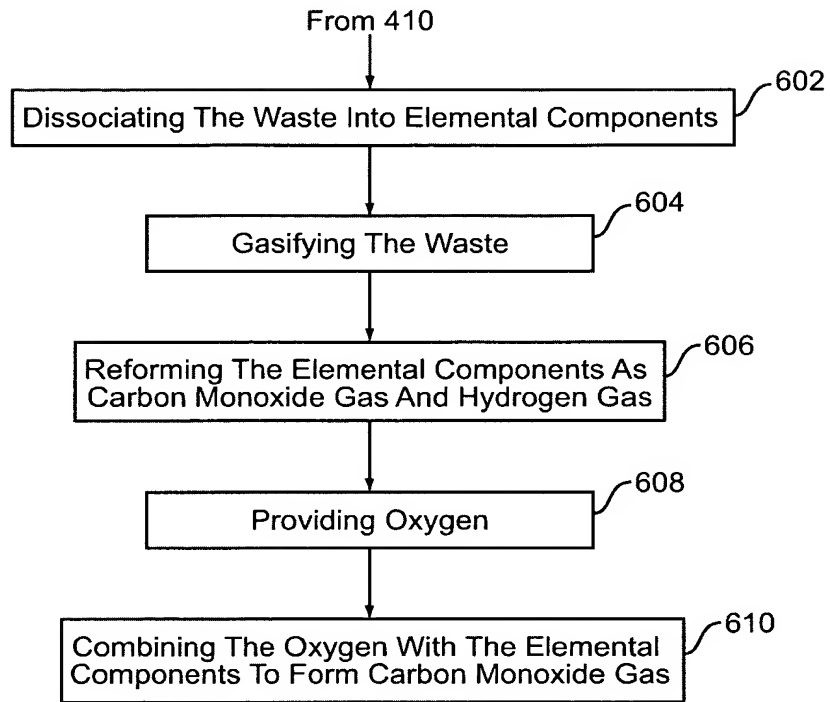 From 410
602
Dissociating The Waste Into Elemental Components
604
Gasifying The Waste
606
Reforming The Elemental Components As
Carbon Monoxide Gas And Hydrogen Gas
608
Providing Oxygen
610
Combining The Oxygen With The Elemental
Components To Form Carbon Monoxide Gas